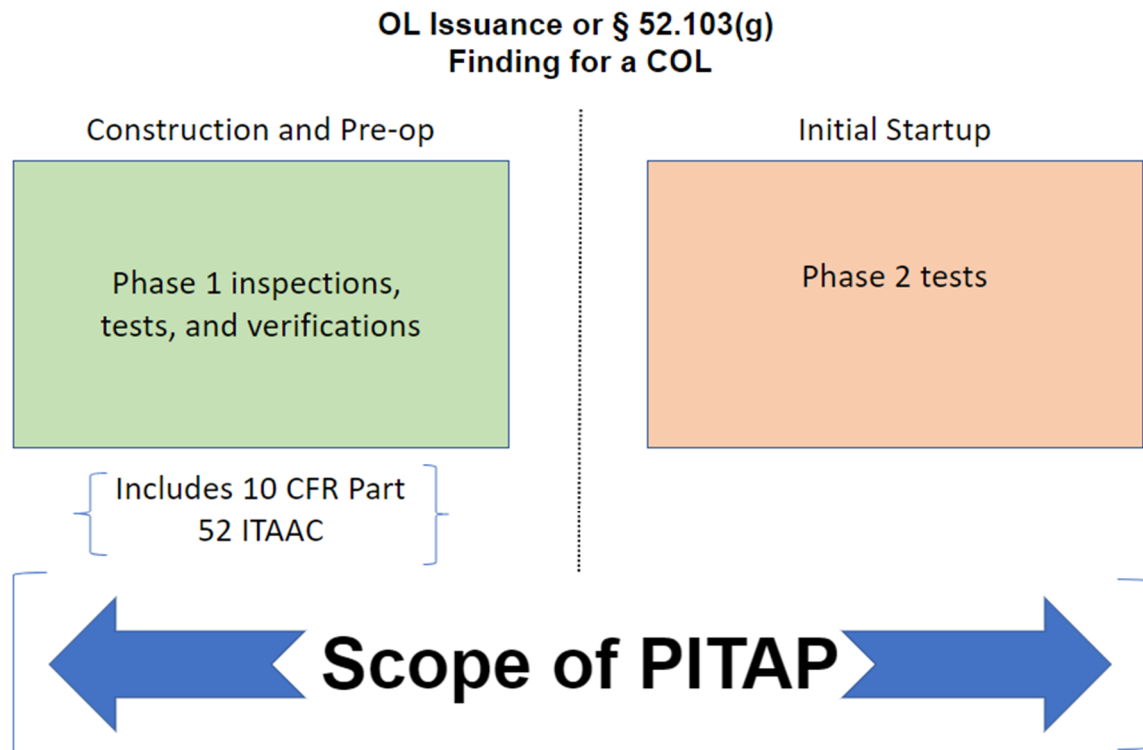 OL Issuance or § 52.103(g)
Finding for a COL
Construction and Pre-op
Initial Startup
Phase 1 inspections,
tests, and verifications
Phase 2 tests
Includes 10 CFR Part
52 ITAAC
Scope of PITAP